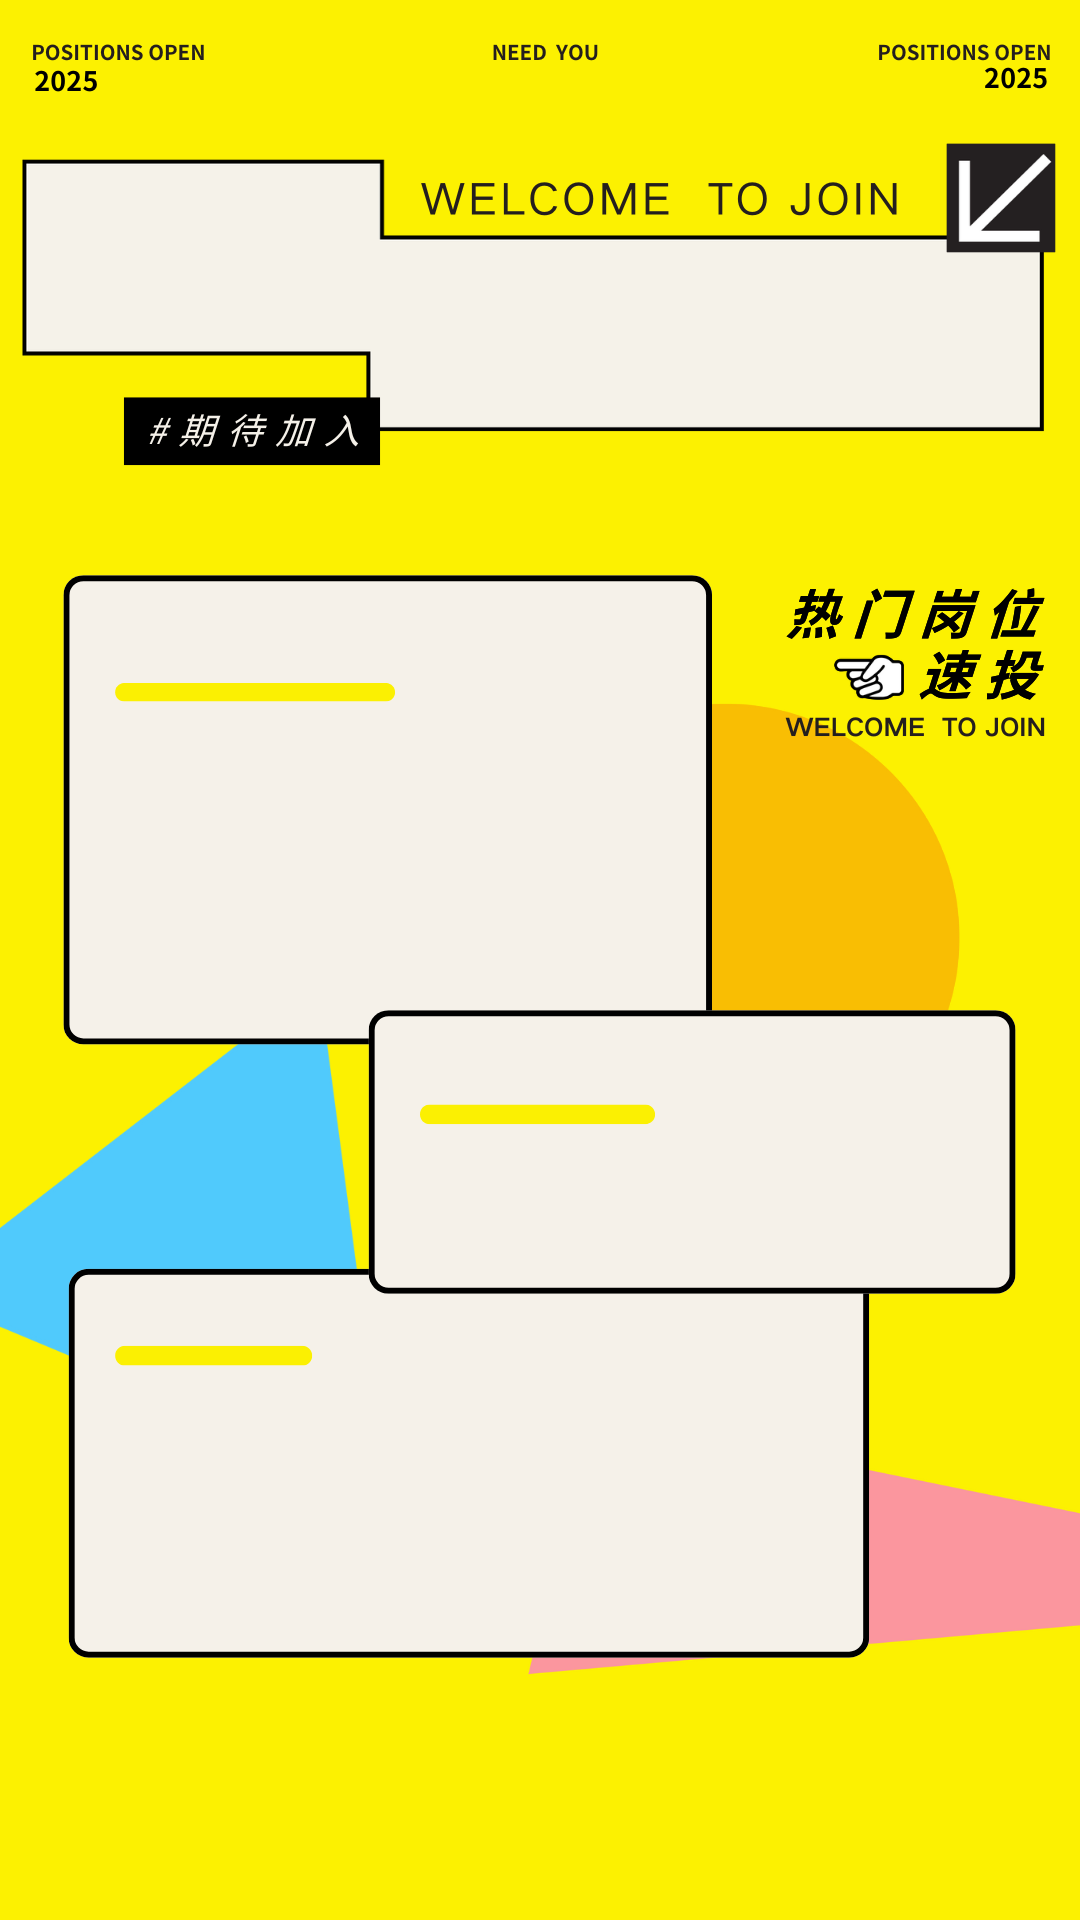 POSITIONS OPEN
2025
NEED YOU
POSITIONS OPEN
2025
WELCOME TO JOIN
#期待加入
热门岗位
速投
WELCOME TO JOIN